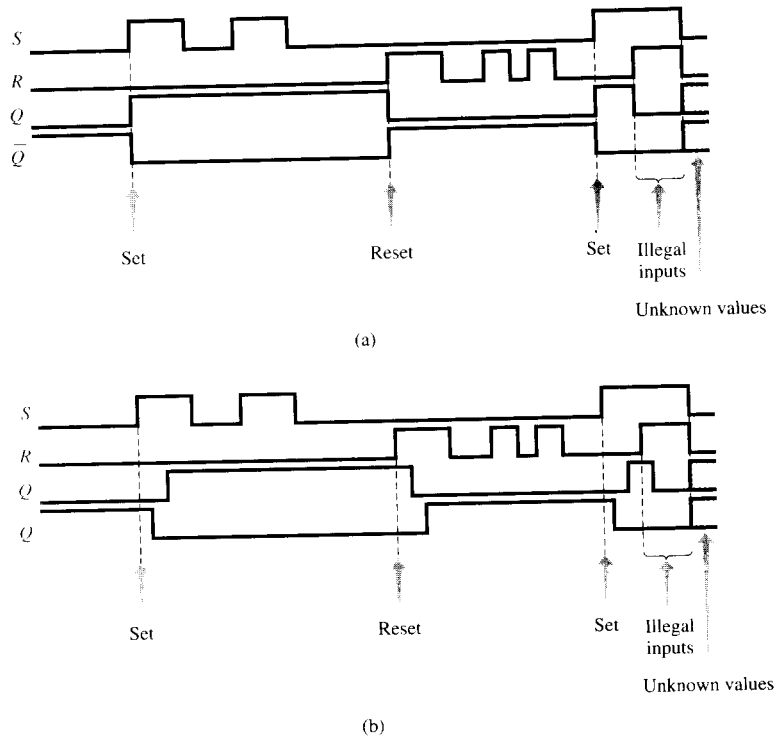 S
R
Q
Q̅
Set
Reset
Set
Illegal
inputs
Unknown values
(a)
S
R
Q
Q
Set
Reset
Set
Illegal
inputs
Unknown values
(b)